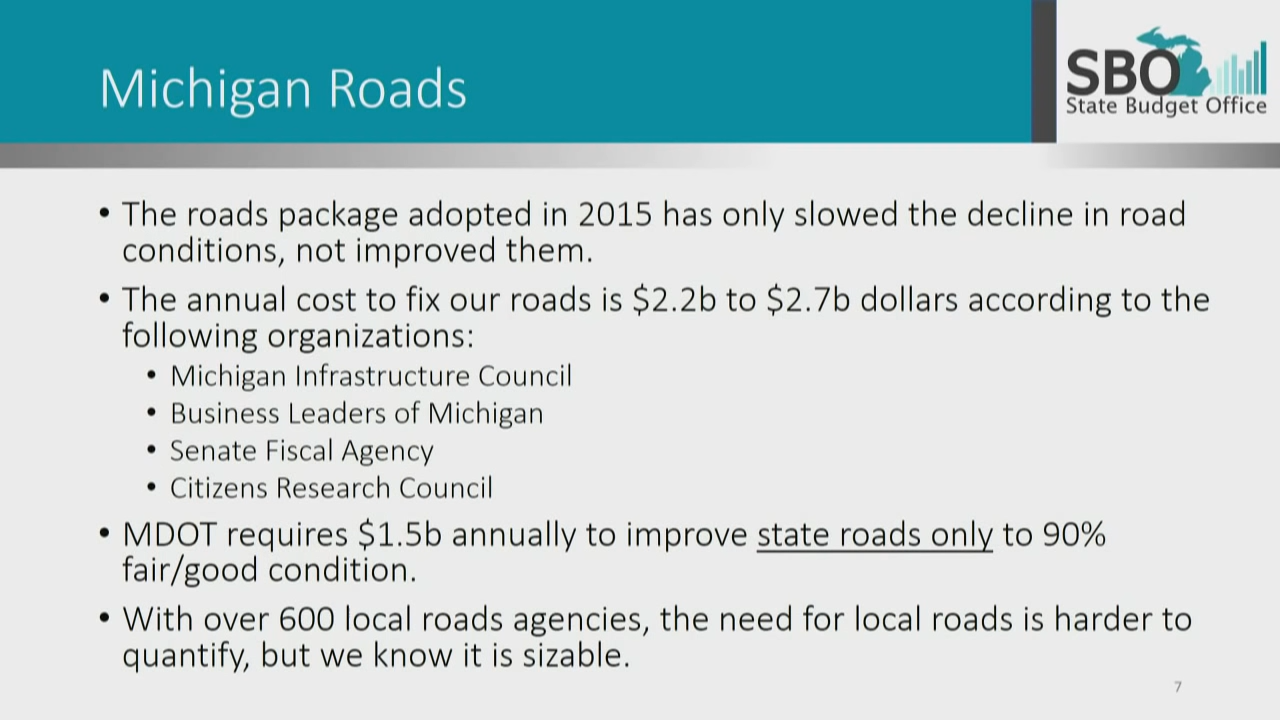 Michigan Roads
SBO
State Budget Office
• The roads package adopted in 2015 has only slowed the decline in road
conditions, not improved them.
• The annual cost to fix our roads is $2.2b to $2.7b dollars according to the
following organizations:
• Michigan Infrastructure Council
• Business Leaders of Michigan
• Senate Fiscal Agency
• Citizens Research Council
• MDOT requires $1.5b annually to improve state roads only to 90%
fair/good condition.
• With over 600 local roads agencies, the need for local roads is harder to
quantify, but we know it is sizable.
7